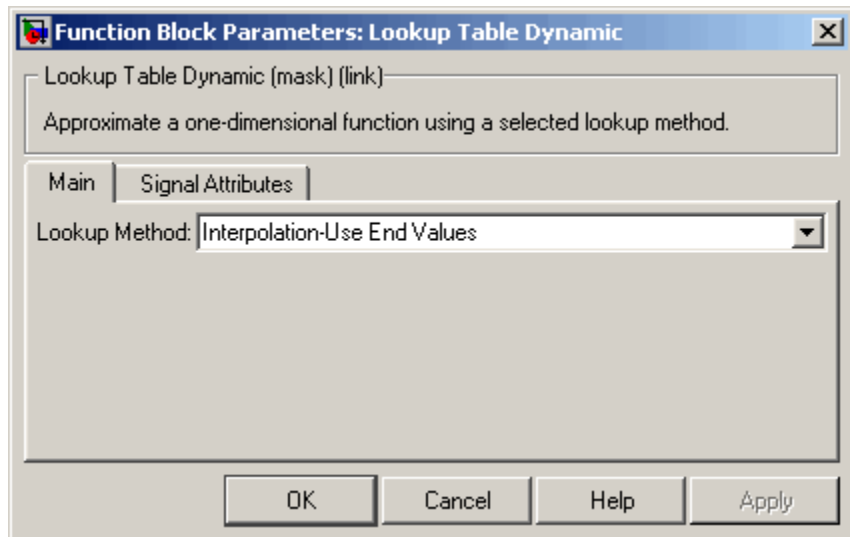 Function Block Parameters: Lookup Table Dynamic
Lookup Table Dynamic (mask) (link)
Approximate a one-dimensional function using a selected lookup method.
Main Signal Attributes
Lookup Method: Interpolation-Use End Values
OK Cancel Help Apply